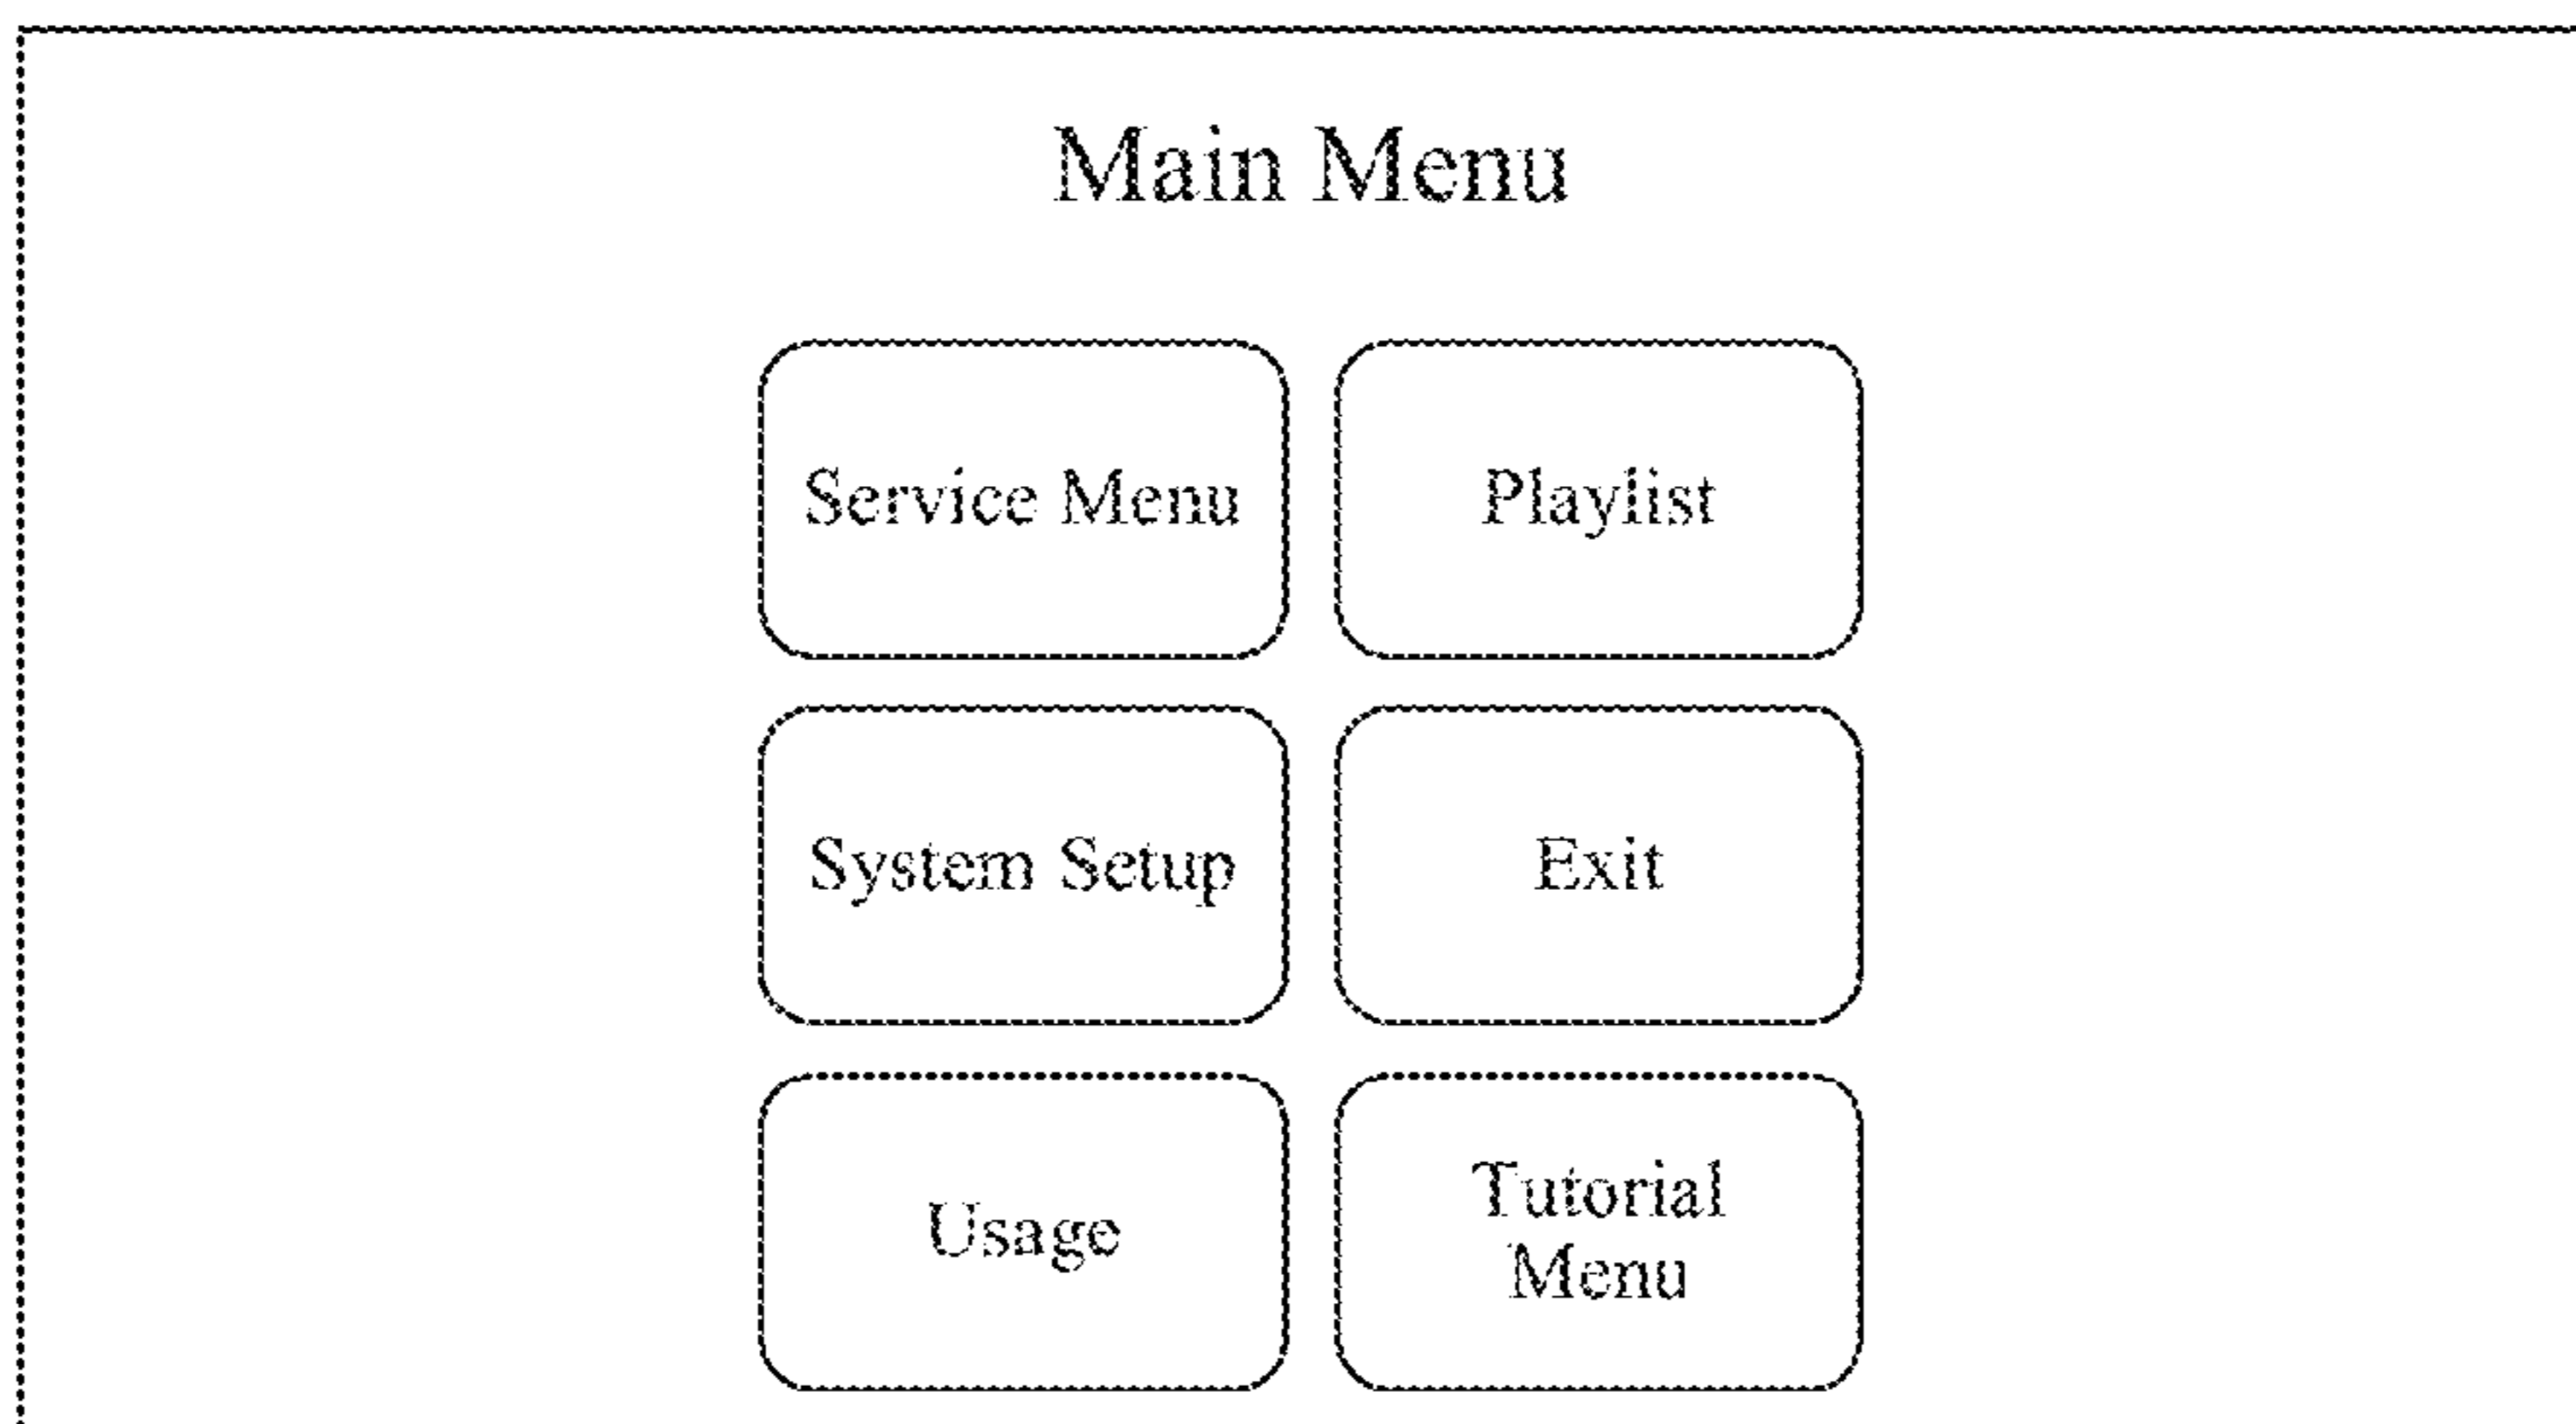 Main Menu
Service Menu
Playlist
System Setup
Exit
Usage
Tutorial
Menu